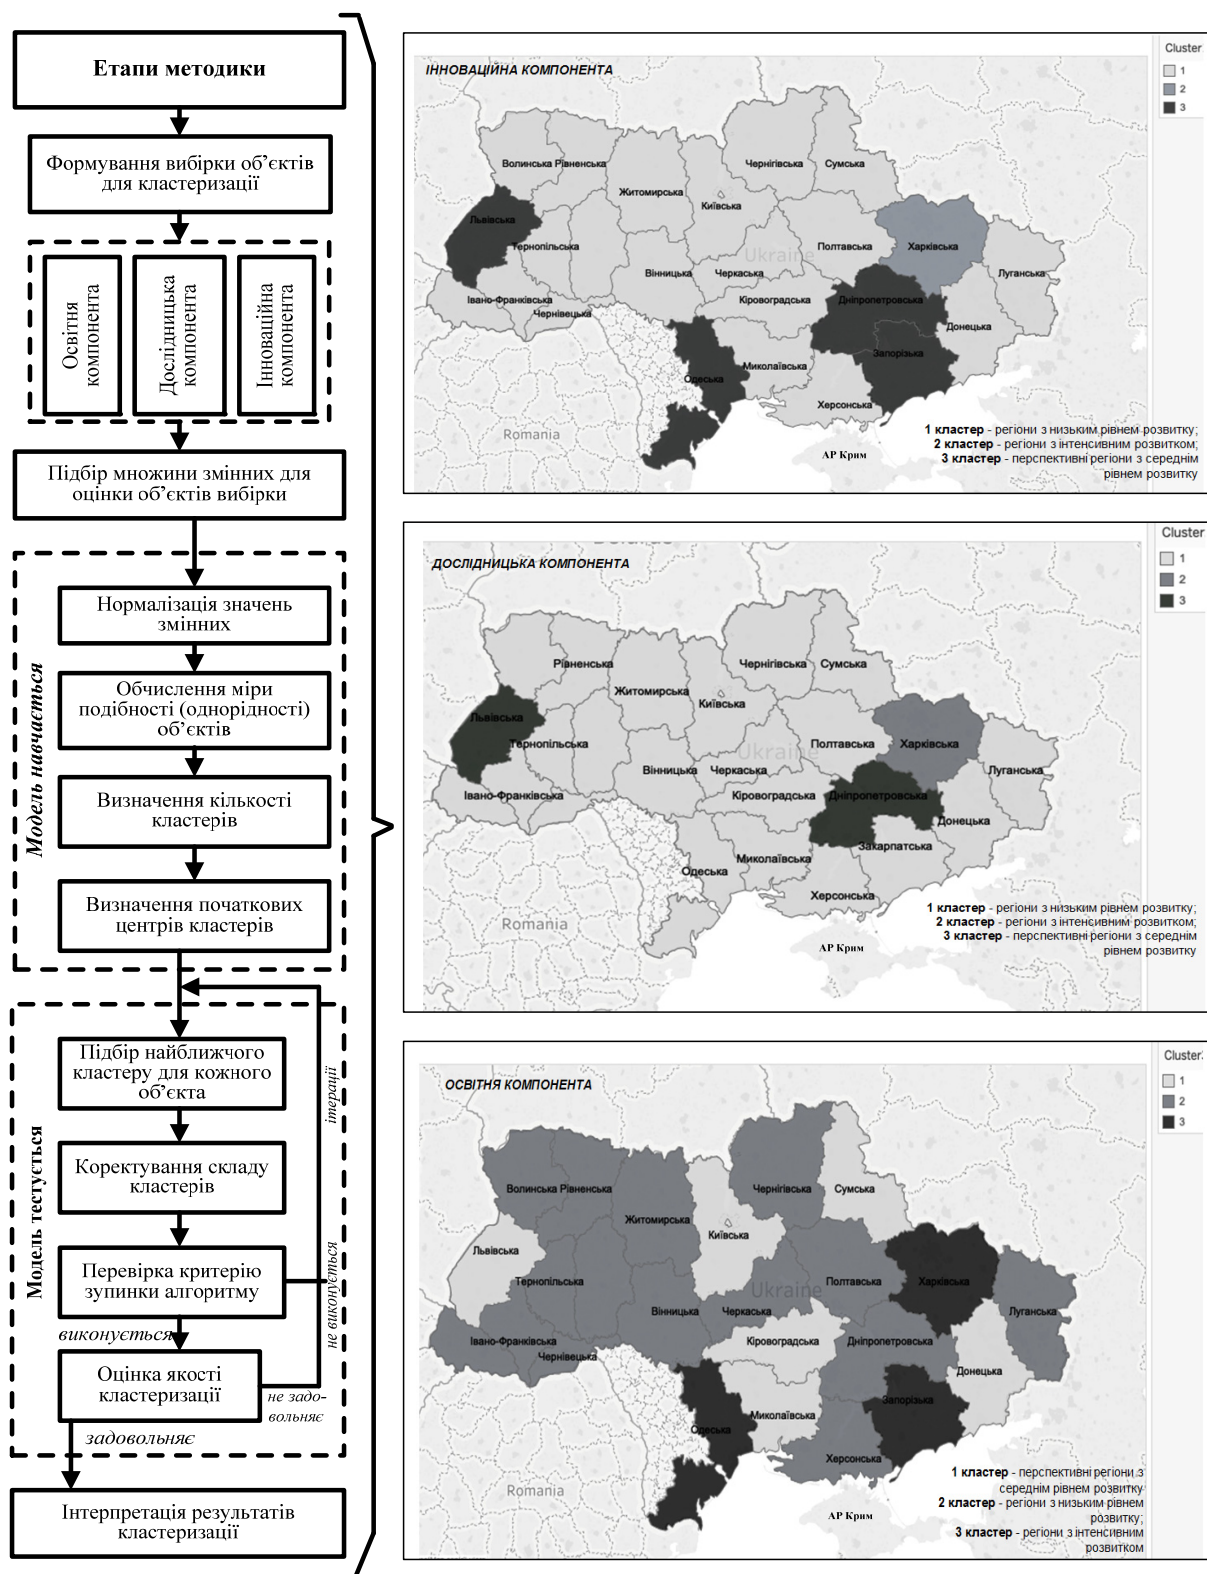 Етапи методики
Формування вибірки об’єктів
для кластеризації
Освітня
компонента
Дослідницька
компонента
Інноваційна
компонента
Підбір множини змінних для
оцінки об’єктів вибірки
Модель навчається
Нормалізація значень
змінних
Обчислення міри
подібності (однорідності)
об’єктів
Визначення кількості
кластерів
Визначення початкових
центрів кластерів
Модель тестується
Підбір найближчого
кластеру для кожного
об’єкта
ітерації
Коректування складу
кластерів
Перевірка критерію
зупинки алгоритму
не виконується
виконується
Оцінка якості
кластеризації
не задо-
вольняє
задовольняє
Інтерпретація результатів
кластеризації
ІННОВАЦІЙНА КОМПОНЕНТА
Cluster
1
2
3
Волинська Рівненська
Чернігівська
Сумська
Житомирська
Київська
Львівська
Тернопільська
Ukraine
Полтавська
Харківська
Вінницька
Черкаська
Луганська
Івано-Франківська
Кіровоградська
Дніпропетровська
Чернівецька
Донецька
Запорізька
Миколаївська
Одеська
Херсонська
Romania
АР Крим
1 кластер - регіони з низьким рівнем розвитку;
2 кластер - регіони з інтенсивним розвитком;
3 кластер - перспективні регіони з середнім
рівнем розвитку
ДОСЛІДНИЦЬКА КОМПОНЕНТА
Cluster
1
2
3
Рівненська
Чернігівська
Сумська
Житомирська
Київська
Львівська
Тернопільська
Ukraine
Полтавська
Харківська
Вінницька
Черкаська
Луганська
Івано-Франківська
Кіровоградська
Дніпропетровська
Донецька
Закарпатська
Миколаївська
Одеська
Херсонська
Romania
АР Крим
1 кластер - регіони з низьким рівнем розвитку;
2 кластер - регіони з інтенсивним розвитком;
3 кластер - перспективні регіони з середнім
рівнем розвитку
ОСВІТНЯ КОМПОНЕНТА
Cluster
1
2
3
Волинська Рівненська
Чернігівська
Сумська
Житомирська
Київська
Львівська
Тернопільська
Ukraine
Полтавська
Харківська
Вінницька
Черкаська
Луганська
Івано-Франківська
Кіровоградська
Дніпропетровська
Чернівецька
Донецька
Запорізька
Миколаївська
Одеська
Херсонська
Romania
АР Крим
1 кластер - перспективні регіони з
середнім рівнем розвитку
2 кластер - регіони з низьким рівнем
розвитку;
3 кластер - регіони з інтенсивним
розвитком